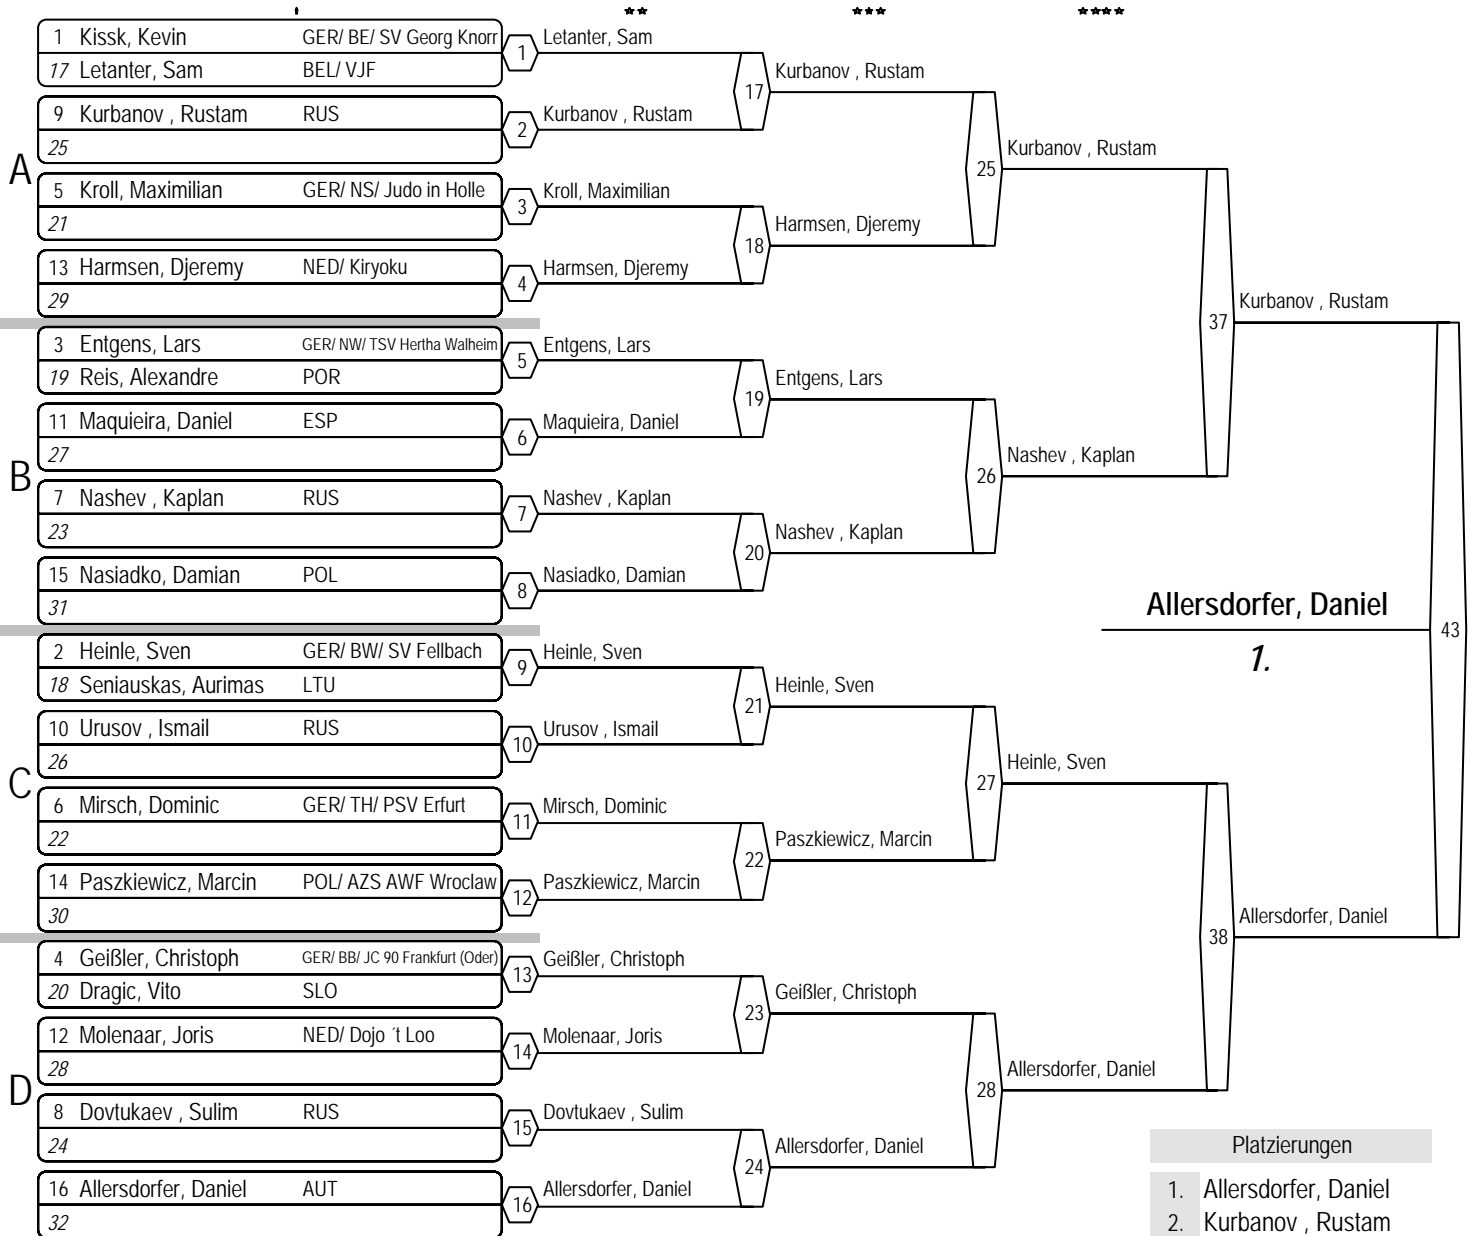 * ** *** ****
A
1 Kissk, Kevin GER/ BE/ SV Georg Knorr
17 Letanter, Sam BEL/ VJF
9 Kurbanov , Rustam RUS
25
5 Kroll, Maximilian GER/ NS/ Judo in Holle
21
13 Harmsen, Djeremy NED/ Kiryoku
29
B
3 Entgens, Lars GER/ NW/ TSV Hertha Walheim
19 Reis, Alexandre POR
11 Maquieira, Daniel ESP
27
7 Nashev , Kaplan RUS
23
15 Nasiadko, Damian POL
31
C
2 Heinle, Sven GER/ BW/ SV Fellbach
18 Seniauskas, Aurimas LTU
10 Urusov , Ismail RUS
26
6 Mirsch, Dominic GER/ TH/ PSV Erfurt
22
14 Paszkiewicz, Marcin POL/ AZS AWF Wroclaw
30
D
4 Geißler, Christoph GER/ BB/ JC 90 Frankfurt (Oder)
20 Dragic, Vito SLO
12 Molenaar, Joris NED/ Dojo ´t Loo
28
8 Dovtukaev , Sulim RUS
24
16 Allersdorfer, Daniel AUT
32
1 Letanter, Sam
2 Kurbanov , Rustam
3 Kroll, Maximilian
4 Harmsen, Djeremy
5 Entgens, Lars
6 Maquieira, Daniel
7 Nashev , Kaplan
8 Nasiadko, Damian
9 Heinle, Sven
10 Urusov , Ismail
11 Mirsch, Dominic
12 Paszkiewicz, Marcin
13 Geißler, Christoph
14 Molenaar, Joris
15 Dovtukaev , Sulim
16 Allersdorfer, Daniel
17 Kurbanov , Rustam
18 Harmsen, Djeremy
19 Entgens, Lars
20 Nashev , Kaplan
21 Heinle, Sven
22 Paszkiewicz, Marcin
23 Geißler, Christoph
24 Allersdorfer, Daniel
25 Kurbanov , Rustam
26 Nashev , Kaplan
27 Heinle, Sven
28 Allersdorfer, Daniel
37 Kurbanov , Rustam
38 Allersdorfer, Daniel
43
Allersdorfer, Daniel
1.
Platzierungen
1. Allersdorfer, Daniel
2. Kurbanov , Rustam